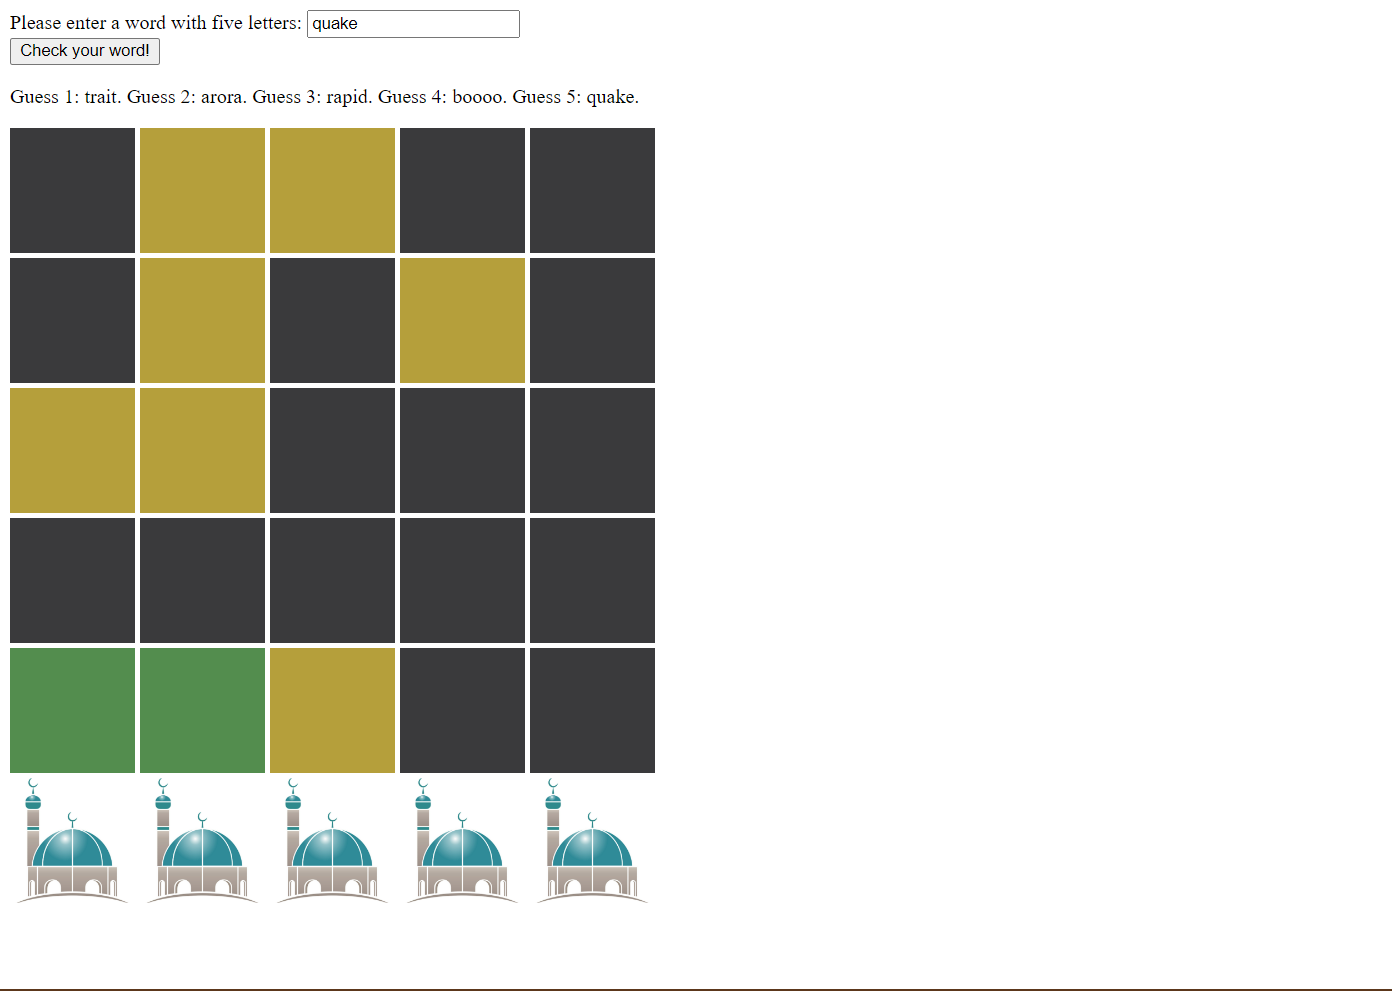 Please enter a word with five letters: quake
Check your word!
Guess 1: trait. Guess 2: arora. Guess 3: rapid. Guess 4: boooo. Guess 5: quake.